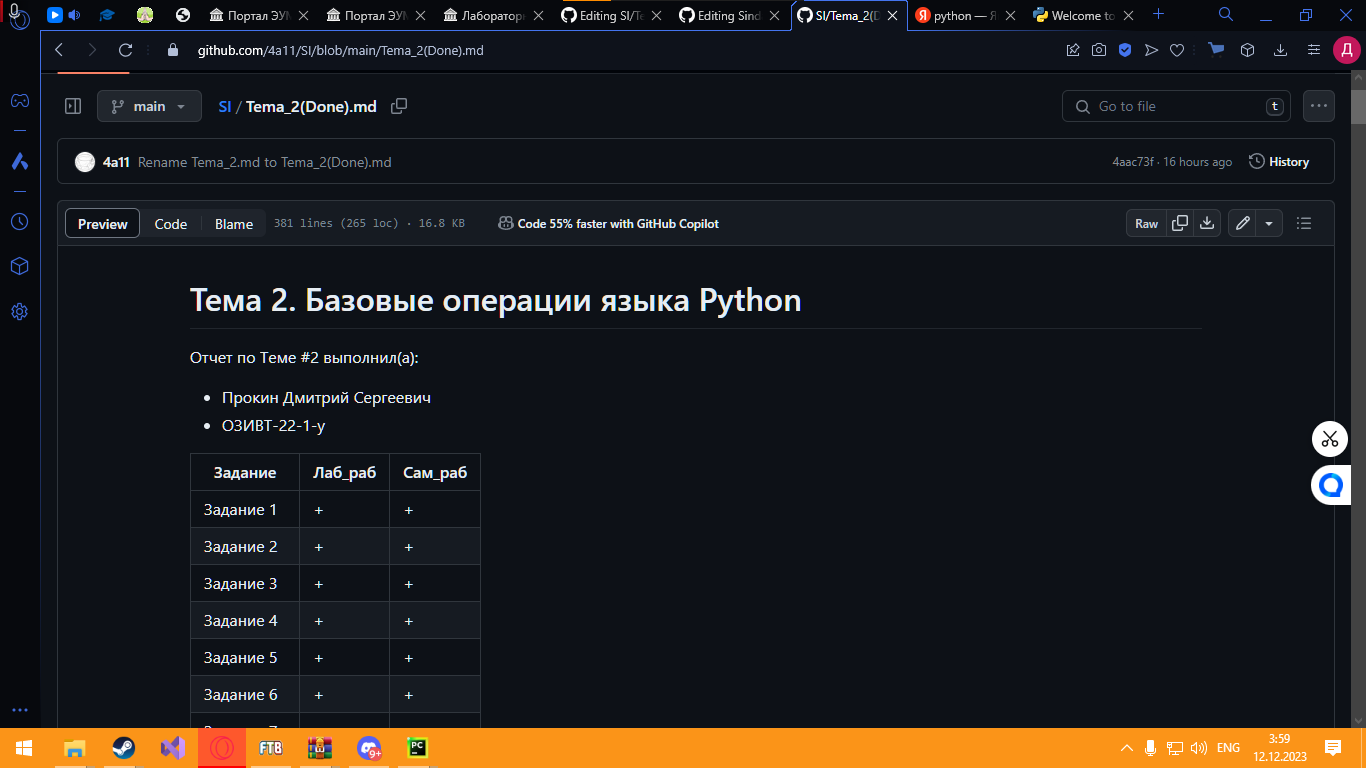 Портал ЭУМ
Портал ЭУМ
Лаборатор
Editing SI/Te
Editing Sind
SI/Tema_2(D
python — Я
Welcome to
github.com/4a11/SI/blob/main/Tema_2(Done).md
Д
main
SI / Tema_2(Done).md
Go to file
t
4a11 Rename Tema_2.md to Tema_2(Done).md
4aac73f · 16 hours ago
History
Preview
Code
Blame
381 lines (265 loc) · 16.8 KB
Code 55% faster with GitHub Copilot
Raw
Тема 2. Базовые операции языка Python
Отчет по Теме #2 выполнил(а):
Прокин Дмитрий Сергеевич
ОЗИВТ-22-1-у
Задание Лаб_раб Сам_раб
Задание 1 + +
Задание 2 + +
Задание 3 + +
Задание 4 + +
Задание 5 + +
Задание 6 + +
FTB
9+
PC
ENG
3:59
12.12.2023